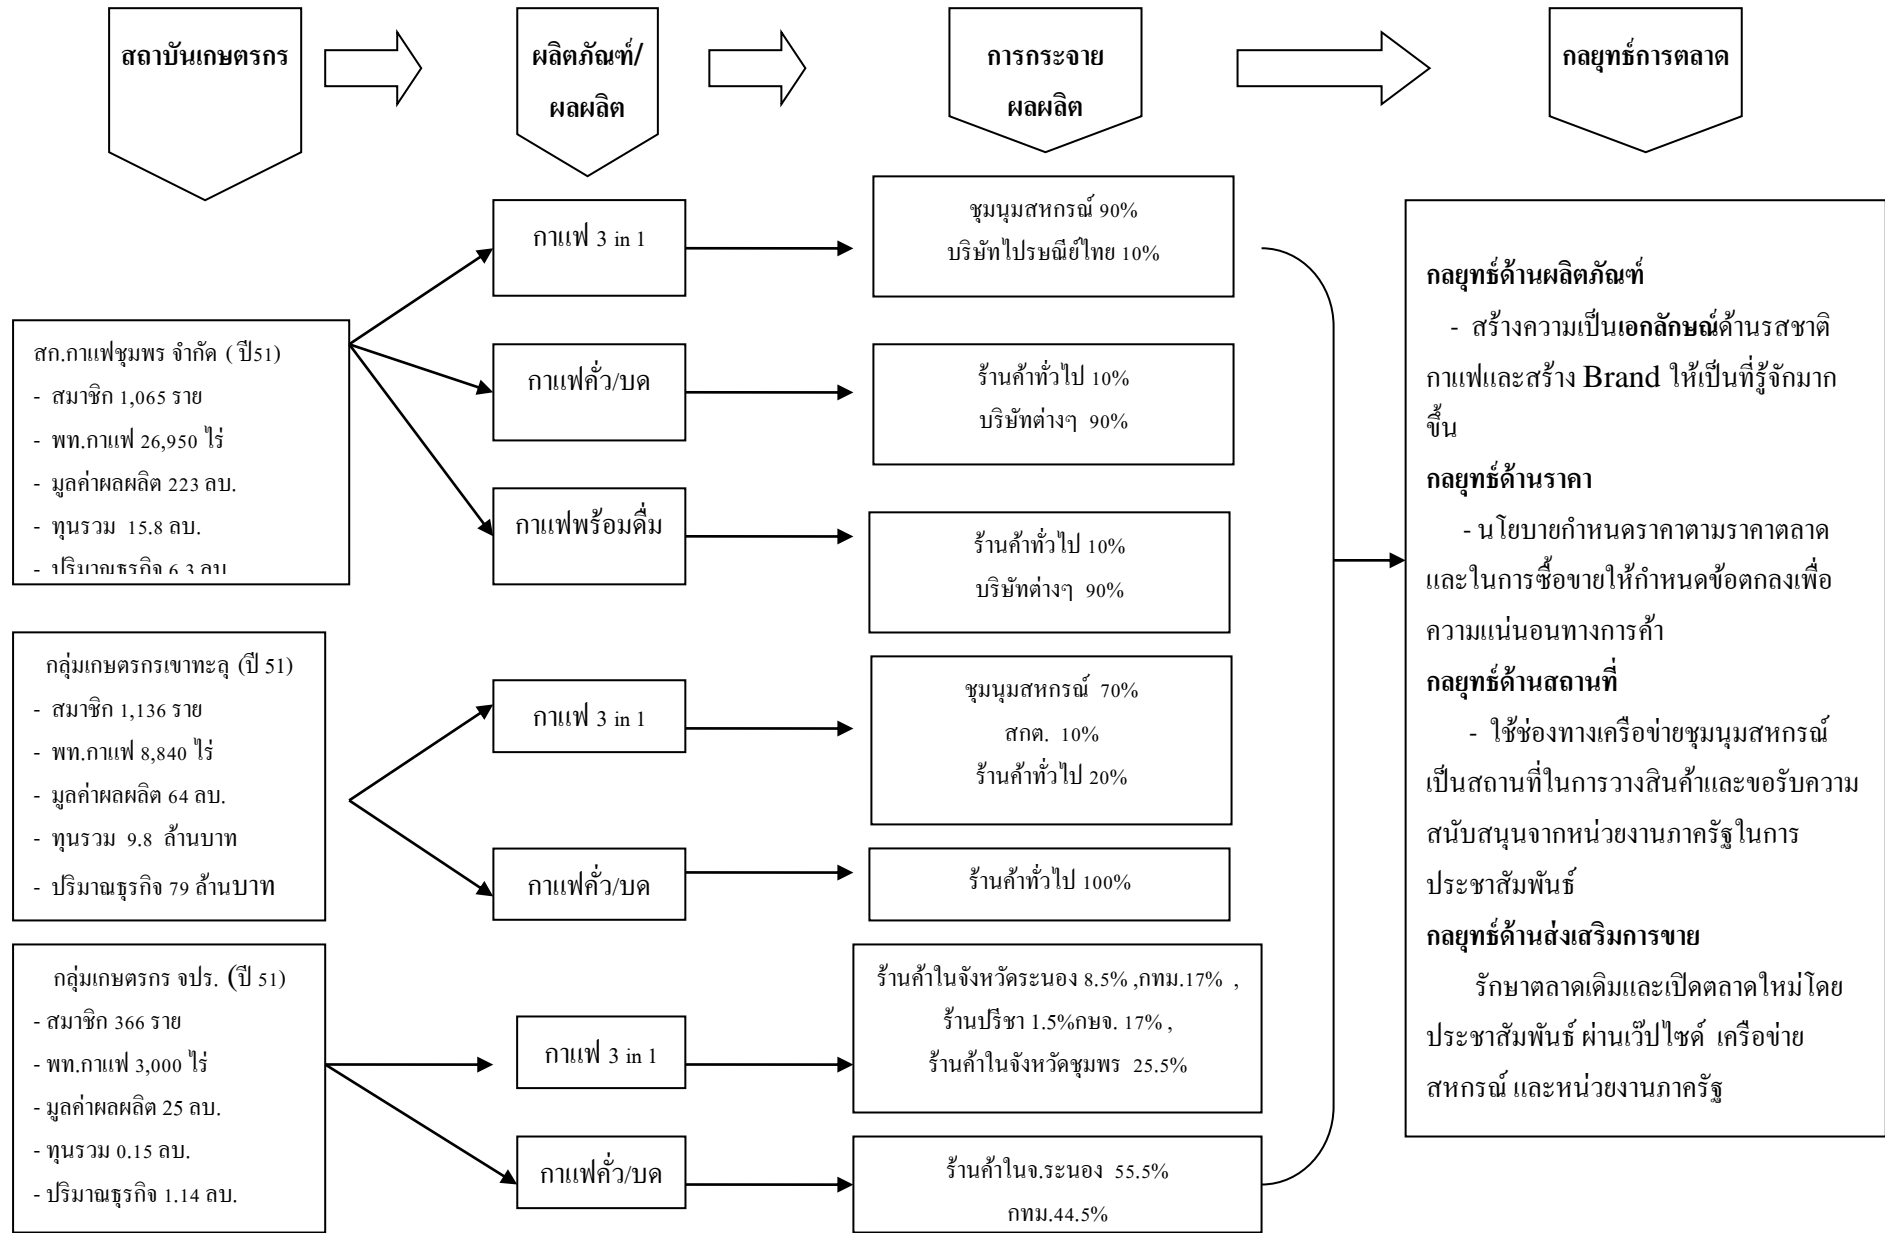 สถาบันเกษตรกร
ผลิตภัณฑ์/
ผลผลิต
การกระจาย
ผลผลิต
กลยุทธ์การตลาด
สก.กาแฟชุมพร จำกัด ( ปี51)
- สมาชิก 1,065 ราย
- พท.กาแฟ 26,950 ไร่
- มูลค่าผลผลิต 223 ลบ.
- ทุนรวม 15.8 ลบ.
- ปริมาณธุรกิจ 6.3 ลบ
กาแฟ 3 in 1
กาแฟคั่ว/บด
กาแฟพร้อมดื่ม
ชุมนุมสหกรณ์ 90%
บริษัทไปรษณีย์ไทย 10%
ร้านค้าทั่วไป 10%
บริษัทต่างๆ 90%
ร้านค้าทั่วไป 10%
บริษัทต่างๆ 90%
กลุ่มเกษตรกรเขาทะลุ (ปี 51)
- สมาชิก 1,136 ราย
- พท.กาแฟ 8,840 ไร่
- มูลค่าผลผลิต 64 ลบ.
- ทุนรวม 9.8 ล้านบาท
- ปริมาณธุรกิจ 79 ล้านบาท
กาแฟ 3 in 1
กาแฟคั่ว/บด
ชุมนุมสหกรณ์ 70%
สกต. 10%
ร้านค้าทั่วไป 20%
ร้านค้าทั่วไป 100%
กลุ่มเกษตรกร จปร. (ปี 51)
- สมาชิก 366 ราย
- พท.กาแฟ 3,000 ไร่
- มูลค่าผลผลิต 25 ลบ.
- ทุนรวม 0.15 ลบ.
- ปริมาณธุรกิจ 1.14 ลบ.
กาแฟ 3 in 1
กาแฟคั่ว/บด
ร้านค้าในจังหวัดระนอง 8.5% ,กทม.17% ,
ร้านปรีชา 1.5%กษจ. 17% ,
ร้านค้าในจังหวัดชุมพร 25.5%
ร้านค้าในจ.ระนอง 55.5%
กทม.44.5%
กลยุทธ์ด้านผลิตภัณฑ์
- สร้างความเป็นเอกลักษณ์ด้านรสชาติ
กาแฟและสร้าง Brand ให้เป็นที่รู้จักมาก
ขึ้น
กลยุทธ์ด้านราคา
- นโยบายกำหนดราคาตามราคาตลาด
และในการซื้อขายให้กำหนดข้อตกลงเพื่อ
ความแน่นอนทางการค้า
กลยุทธ์ด้านสถานที่
- ใช้ช่องทางเครือข่ายชุมนุมสหกรณ์
เป็นสถานที่ในการวางสินค้าและขอรับความ
สนับสนุนจากหน่วยงานภาครัฐในการ
ประชาสัมพันธ์
กลยุทธ์ด้านส่งเสริมการขาย
รักษาตลาดเดิมและเปิดตลาดใหม่โดย
ประชาสัมพันธ์ ผ่านเว็ปไซด์ เครือข่าย
สหกรณ์ และหน่วยงานภาครัฐ